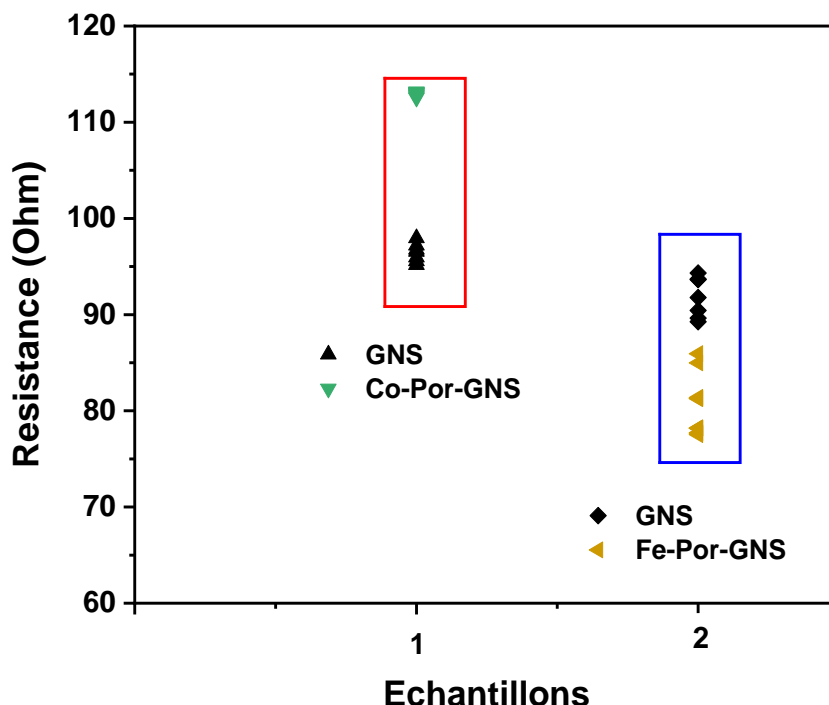 120
110
100
90
80
70
60
Resistance (Ohm)
GNS
Co-Por-GNS
GNS
Fe-Por-GNS
1
2
Echantillons